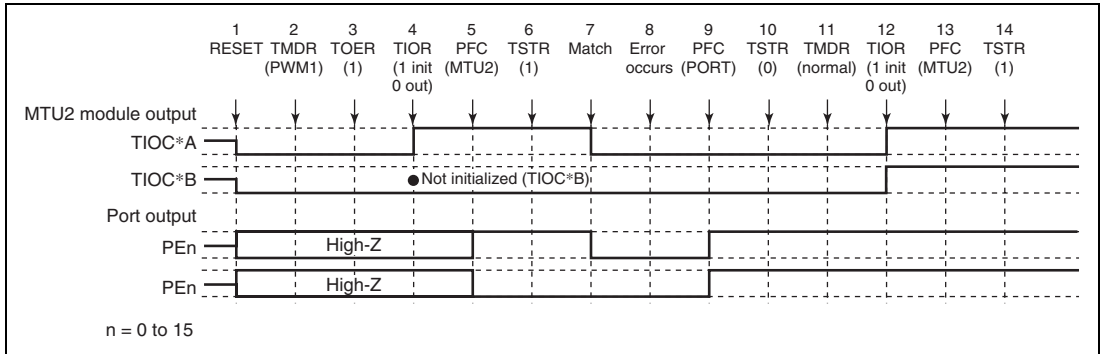 1 2 3 4 5 6 7 8 9 10 11 12 13 14
RESET TMDR TOER TIOR PFC TSTR Match Error PFC TSTR TMDR TIOR PFC TSTR
(PWM1) (1) (1 init (MTU2) (1) occurs (PORT) (0) (normal) (1 init (MTU2) (1)
0 out) 0 out)
MTU2 module output
TIOC*A
TIOC*B
Not initialized (TIOC*B)
Port output
PEn
High-Z
PEn
High-Z
n = 0 to 15